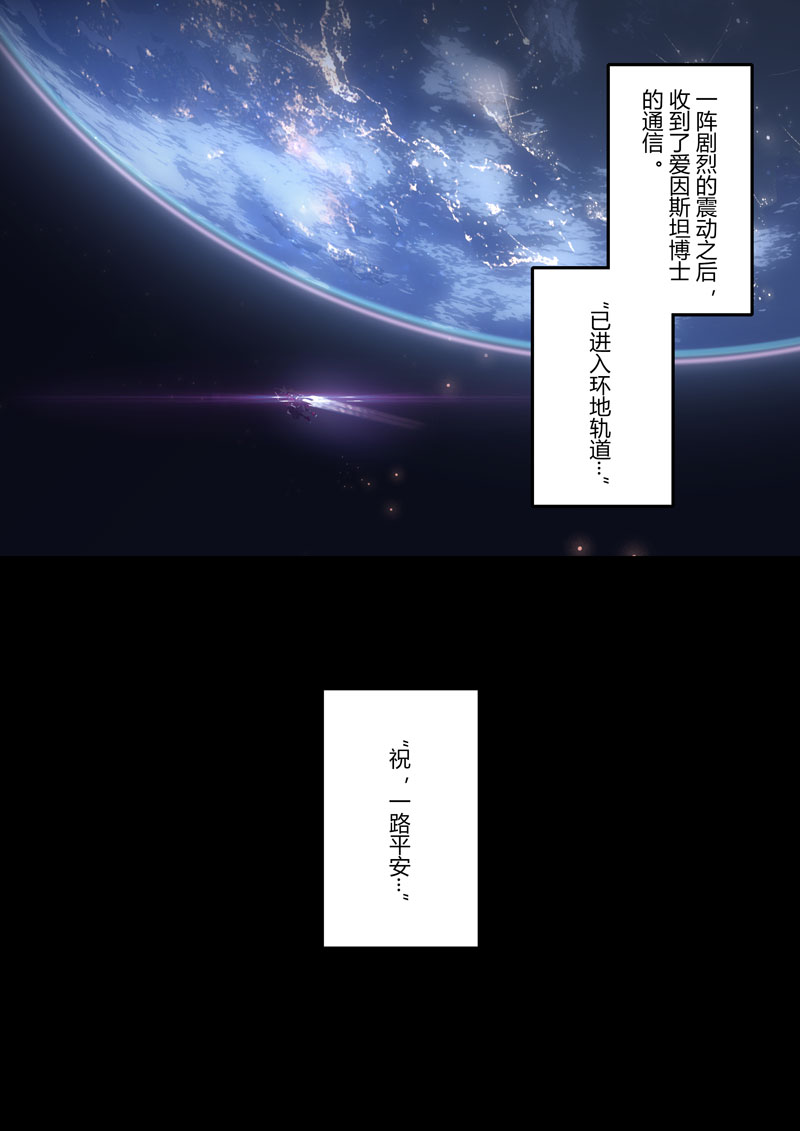 一阵剧烈的震动之后，
收到了爱因斯坦博士
的通信。
“已进入环地轨道…”
“祝，一路平安…”